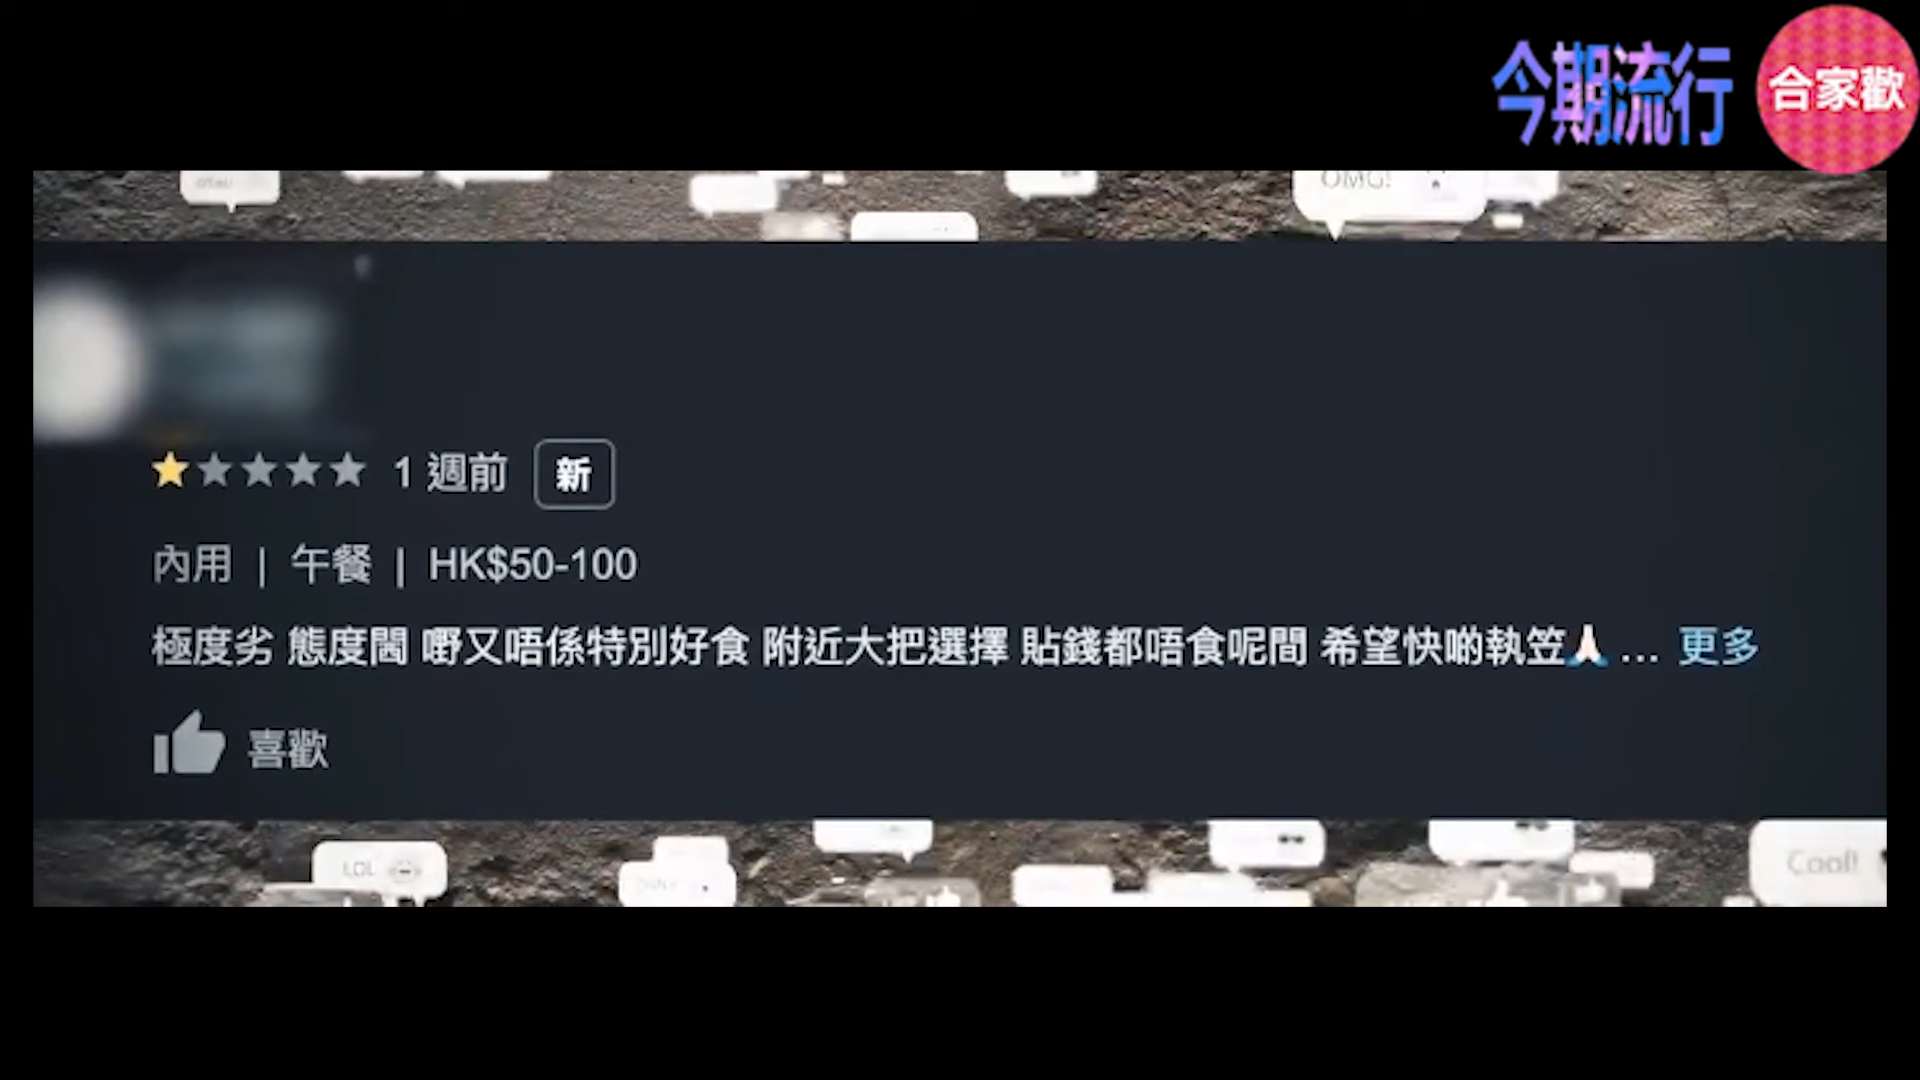 今期流行
合家歡
OMG!
1 週前 新
內用 | 午餐 | HK$50-100
極度劣 態度閪 嘢又唔係特別好食 附近大把選擇 貼錢都唔食呢間 希望快啲執笠🙏🏻 … 更多
喜歡
LOL
Cool!